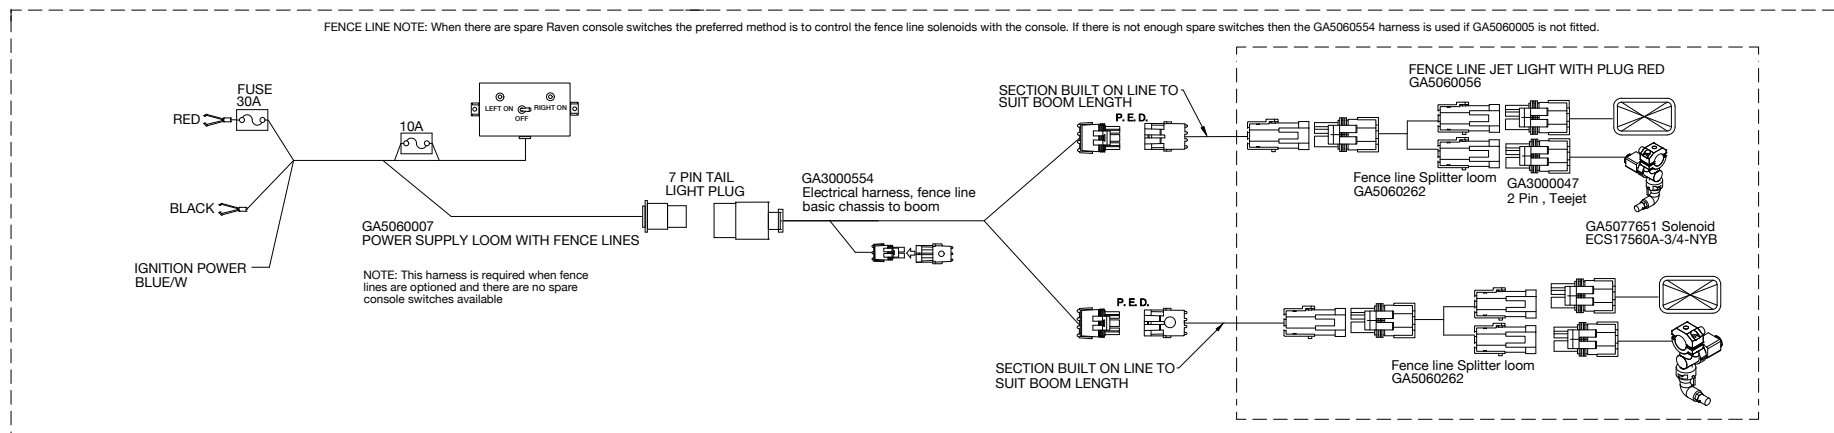 FENCE LINE NOTE: When there are spare Raven console switches the preferred method is to control the fence line solenoids with the console. If there is not enough spare switches then the GA5060554 harness is used if GA5060005 is not fitted.
FUSE
30A
RED
10A
LEFT ON
RIGHT ON
OFF
BLACK
IGNITION POWER
BLUE/W
GA5060007
POWER SUPPLY LOOM WITH FENCE LINES
NOTE: This harness is required when fence
lines are optioned and there are no spare
console switches available
7 PIN TAIL
LIGHT PLUG
GA3000554
Electrical harness, fence line
basic chassis to boom
SECTION BUILT ON LINE TO
SUIT BOOM LENGTH
P.E.D.
FENCE LINE JET LIGHT WITH PLUG RED
GA5060056
Fence line Splitter loom
GA5060262
GA3000047
2 Pin , Teejet
GA5077651 Solenoid
ECS17560A-3/4-NYB
P.E.D.
SECTION BUILT ON LINE TO
SUIT BOOM LENGTH
Fence line Splitter loom
GA5060262